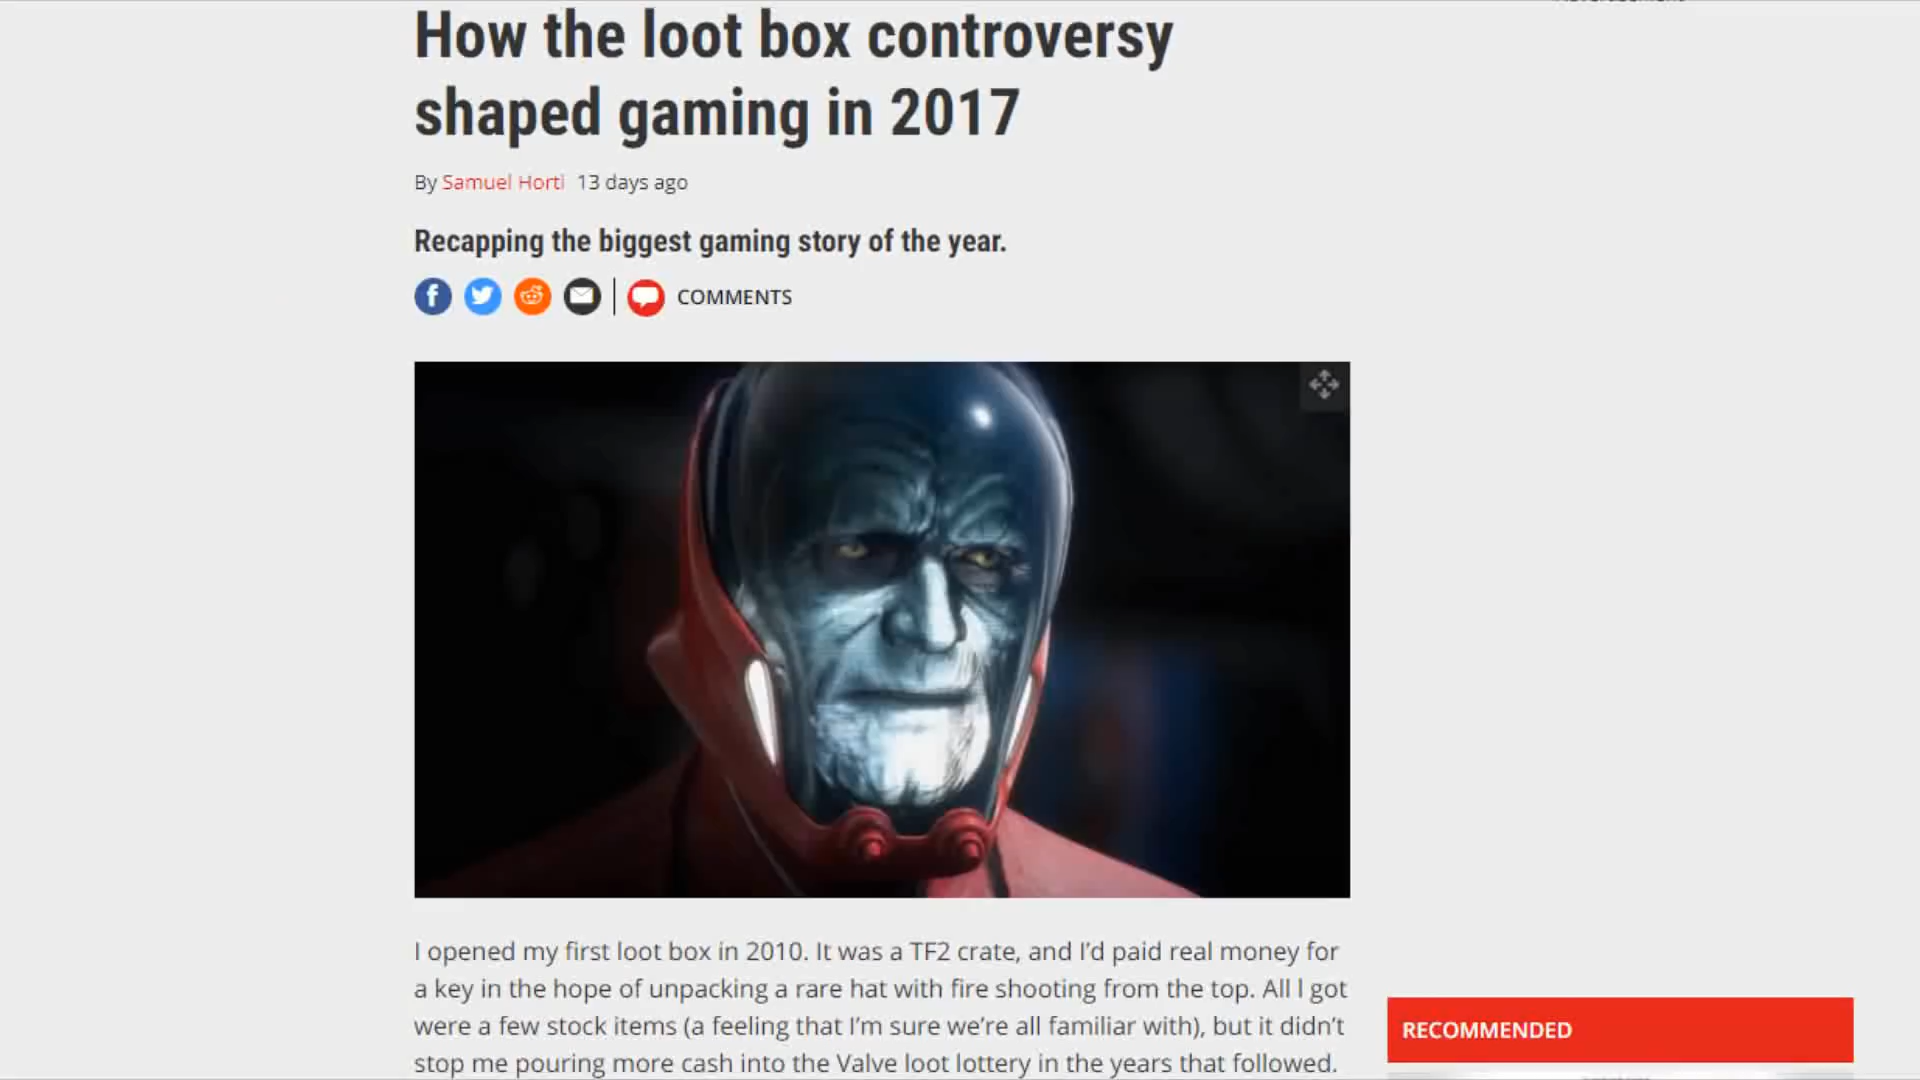 How the loot box controversy
shaped gaming in 2017
By Samuel Horti 13 days ago
Recapping the biggest gaming story of the year.
COMMENTS
I opened my first loot box in 2010. It was a TF2 crate, and I'd paid real money for
a key in the hope of unpacking a rare hat with fire shooting from the top. All I got
were a few stock items (a feeling that I'm sure we're all familiar with), but it didn't
stop me pouring more cash into the Valve loot lottery in the years that followed.
RECOMMENDED